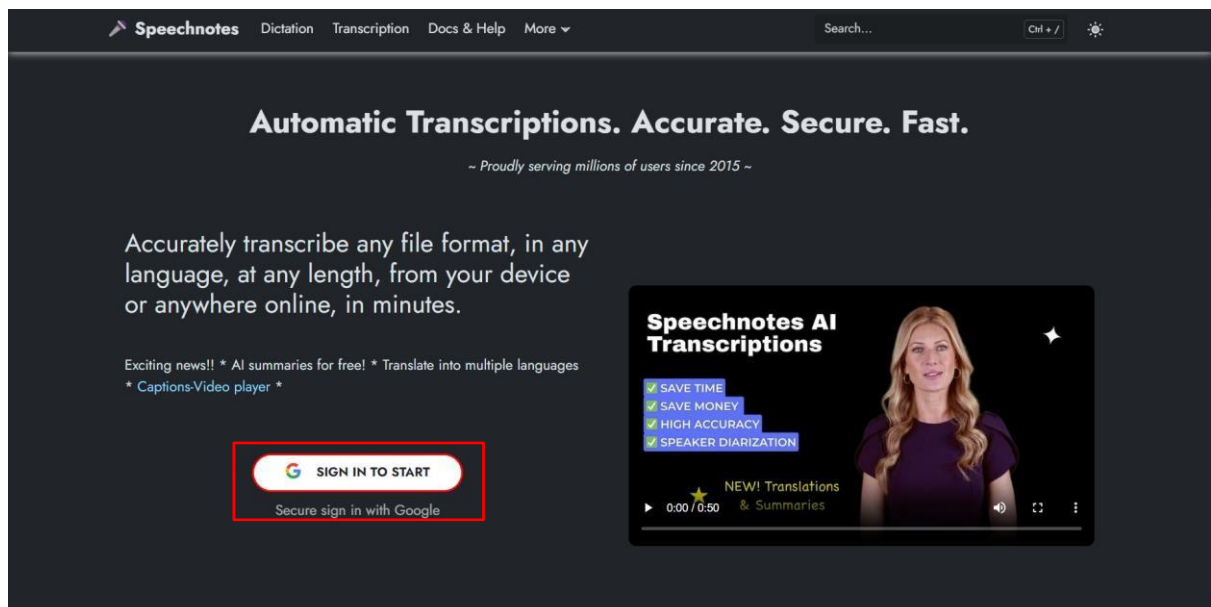 Speechnotes Dictation Transcription Docs & Help More Search... Ctrl + /
Automatic Transcriptions. Accurate. Secure. Fast.
~ Proudly serving millions of users since 2015 ~
Accurately transcribe any file format, in any
language, at any length, from your device
or anywhere online, in minutes.
Exciting news!! * AI summaries for free! * Translate into multiple languages
* Captions-Video player *
SIGN IN TO START
Secure sign in with Google
Speechnotes AI
Transcriptions
SAVE TIME
SAVE MONEY
HIGH ACCURACY
SPEAKER DIARIZATION
NEW! Translations
& Summaries
0:00 / 0:50